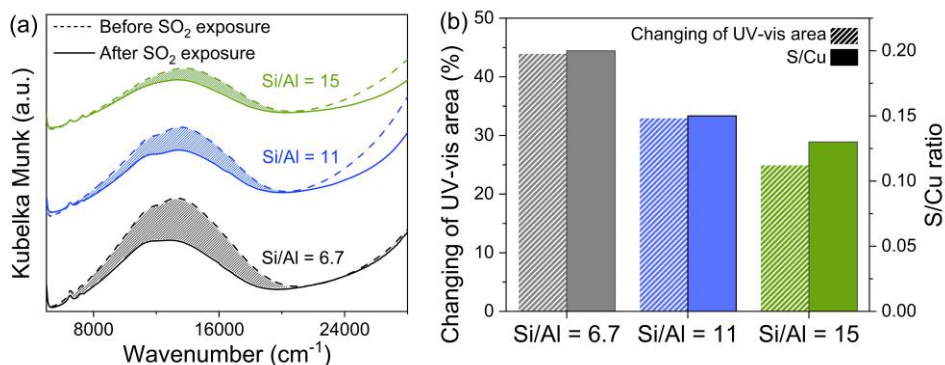 (a)
Before SO₂ exposure
After SO₂ exposure
Si/Al = 15
Si/Al = 11
Si/Al = 6.7
Kubelka Munk (a.u.)
8000 16000 24000
Wavenumber (cm⁻¹)
(b)
Changing of UV-vis area
S/Cu
Changing of UV-vis area (%)
50
40
30
20
10
0
0.20
0.15
0.10
0.05
0.00
S/Cu ratio
Si/Al = 6.7 Si/Al = 11 Si/Al = 15